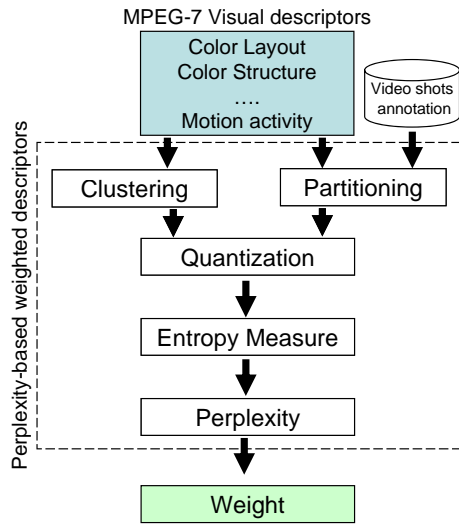 MPEG-7 Visual descriptors
Color Layout
Color Structure
....
Motion activity
Video shots
annotation
Perplexity-based weighted descriptors
Clustering
Partitioning
Quantization
Entropy Measure
Perplexity
Weight